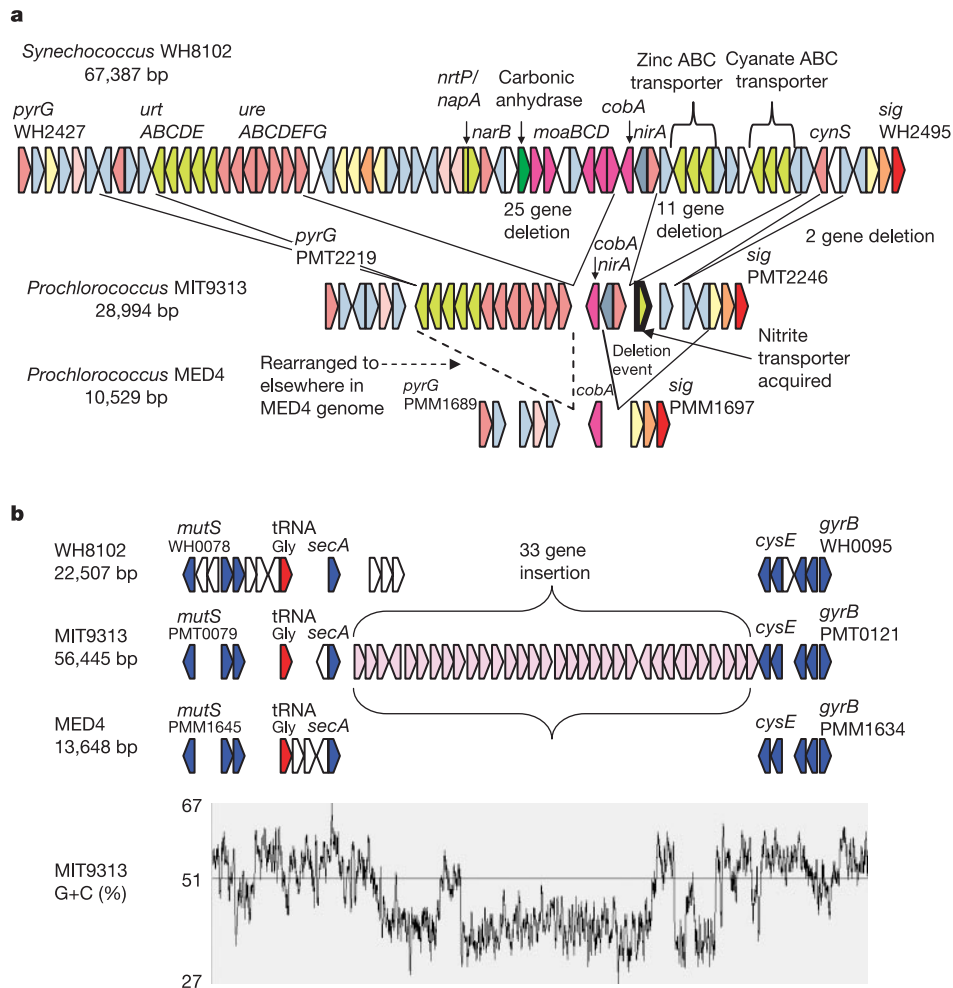 a
Synechococcus WH8102
67,387 bp
pyrG
WH2427
urt
ABCDE
ure
ABCDEFG
nrtP/
napA
Carbonic
anhydrase
narB
moaBCD
cobA
nirA
Zinc ABC
transporter
Cyanate ABC
transporter
cynS
sig
WH2495
25 gene
deletion
11 gene
deletion
2 gene deletion
Prochlorococcus MIT9313
28,994 bp
pyrG
PMT2219
cobA
nirA
sig
PMT2246
Nitrite
transporter
acquired
Deletion
event
Rearranged to
elsewhere in
MED4 genome
Prochlorococcus MED4
10,529 bp
pyrG
PMM1689
cobA
sig
PMM1697
b
WH8102
22,507 bp
mutS
WH0078
tRNA
Gly
secA
33 gene
insertion
cysE
gyrB
WH0095
MIT9313
56,445 bp
mutS
PMT0079
tRNA
Gly
secA
cysE
gyrB
PMT0121
MED4
13,648 bp
mutS
PMM1645
tRNA
Gly
secA
cysE
gyrB
PMM1634
MIT9313
G+C (%)
67
51
27